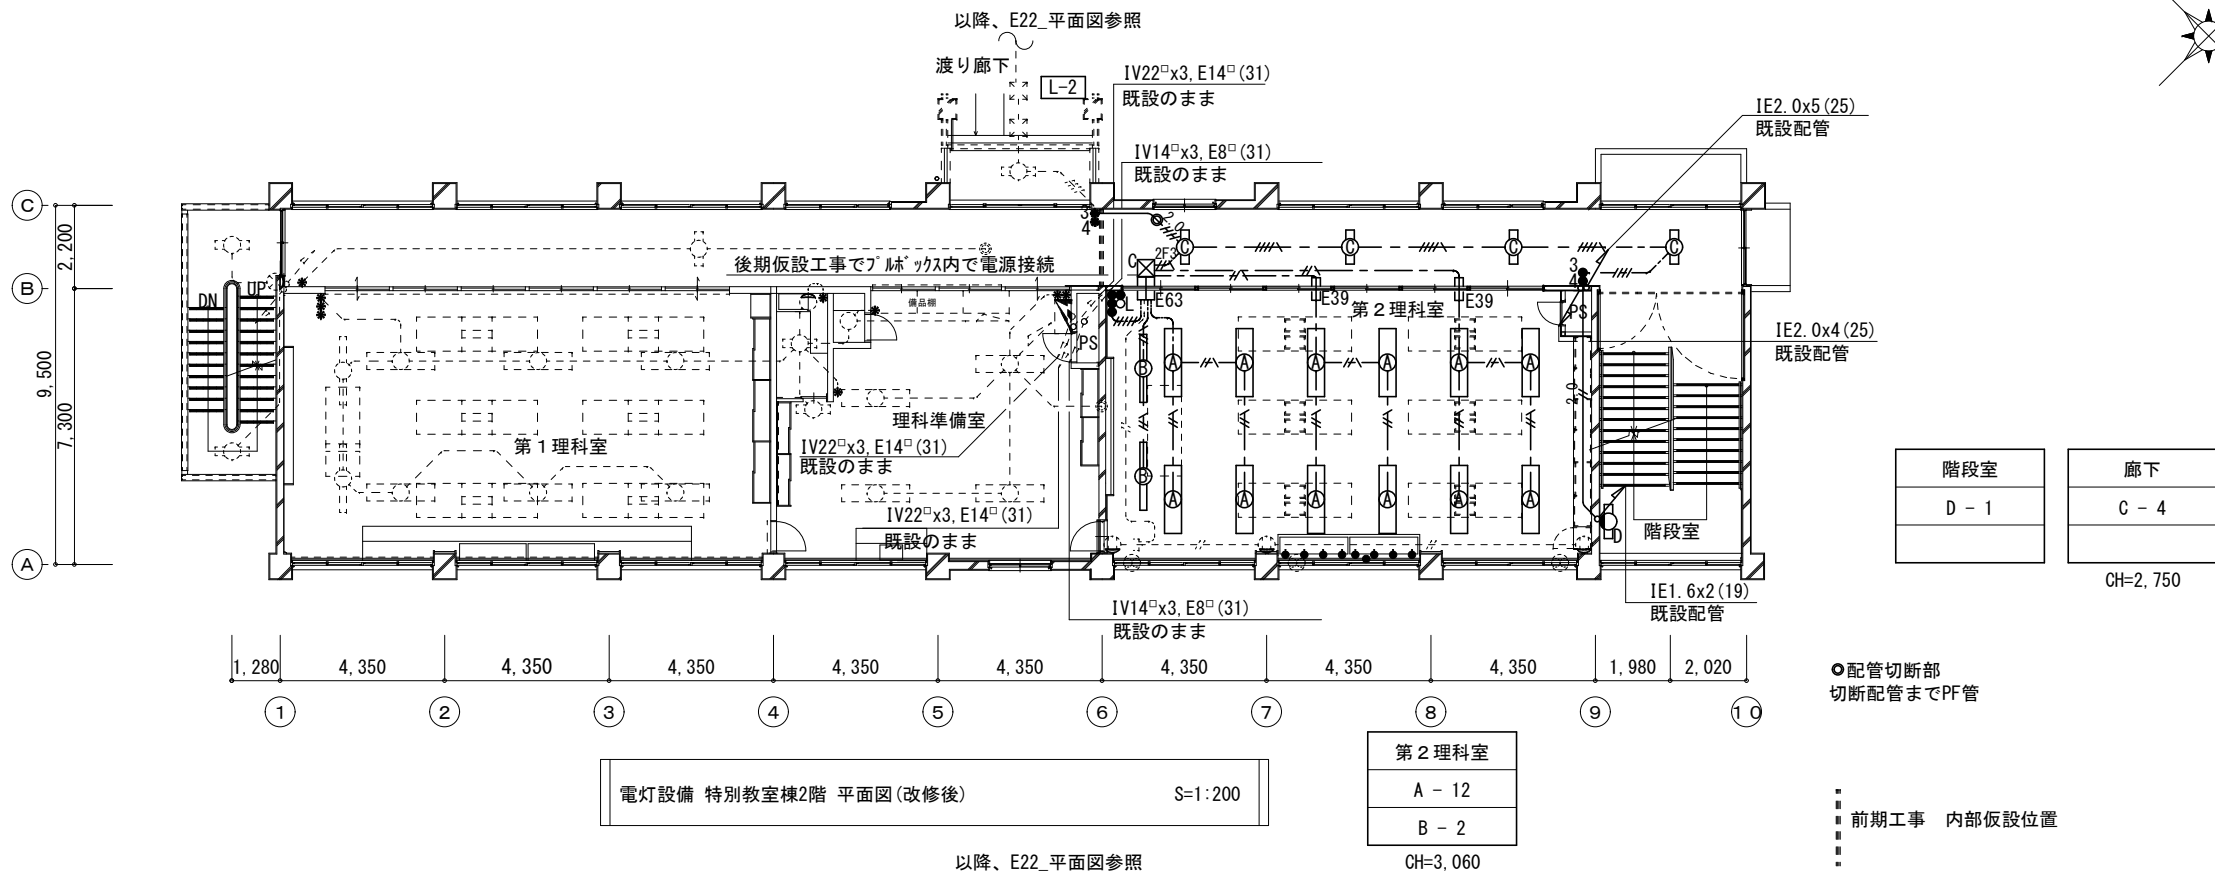 以降、E22_平面図参照
渡り廊下
L-2
IV22□x3,E14□(31)
既設のまま
IE2.0x5(25)
既設配管
IV14□x3,E8□(31)
既設のまま
C
2,200
B
9,500
7,300
A
DN
UP
後期仮設工事でプルボックス内で電源接続
3
4
2.0
C
2F3
C
C
C
C
3
4
備品棚
L
E63
E39
E39
第2理科室
PS
PS
IE2.0x4(25)
既設配管
A
A
A
A
A
A
B
第1理科室
理科準備室
2.0
IV22□x3,E14□(31)
既設のまま
B
A
A
A
A
A
A
IV22□x3,E14□(31)
既設のまま
D
階段室
階段室
D - 1
廊下
C - 4
CH=2,750
IE1.6x2(19)
既設配管
IV14□x3,E8□(31)
既設のまま
1,280
4,350
4,350
4,350
4,350
4,350
4,350
4,350
4,350
1,980
2,020
1
2
3
4
5
6
7
8
9
10
◎配管切断部
切断配管までPF管
電灯設備 特別教室棟2階 平面図(改修後) S=1:200
第2理科室
A - 12
B - 2
CH=3,060
前期工事 内部仮設位置
以降、E22_平面図参照